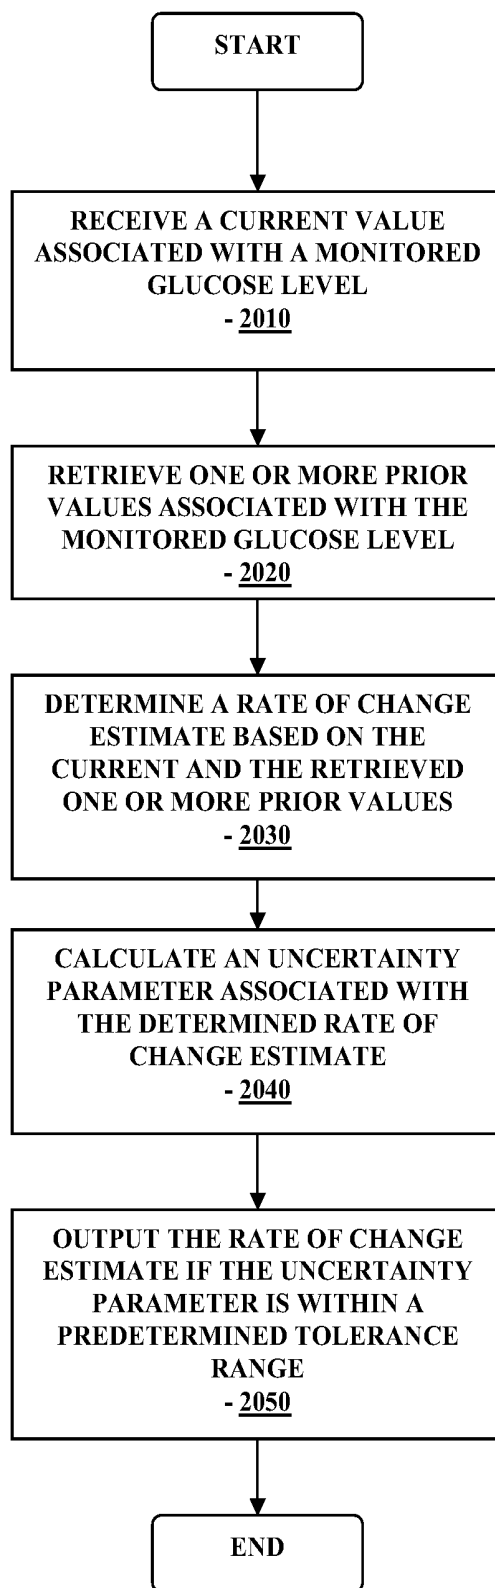 START
RECEIVE A CURRENT VALUE
ASSOCIATED WITH A MONITORED
GLUCOSE LEVEL
- 2010
RETRIEVE ONE OR MORE PRIOR
VALUES ASSOCIATED WITH THE
MONITORED GLUCOSE LEVEL
- 2020
DETERMINE A RATE OF CHANGE
ESTIMATE BASED ON THE
CURRENT AND THE RETRIEVED
ONE OR MORE PRIOR VALUES
- 2030
CALCULATE AN UNCERTAINTY
PARAMETER ASSOCIATED WITH
THE DETERMINED RATE OF
CHANGE ESTIMATE
- 2040
OUTPUT THE RATE OF CHANGE
ESTIMATE IF THE UNCERTAINTY
PARAMETER IS WITHIN A
PREDETERMINED TOLERANCE
RANGE
- 2050
END